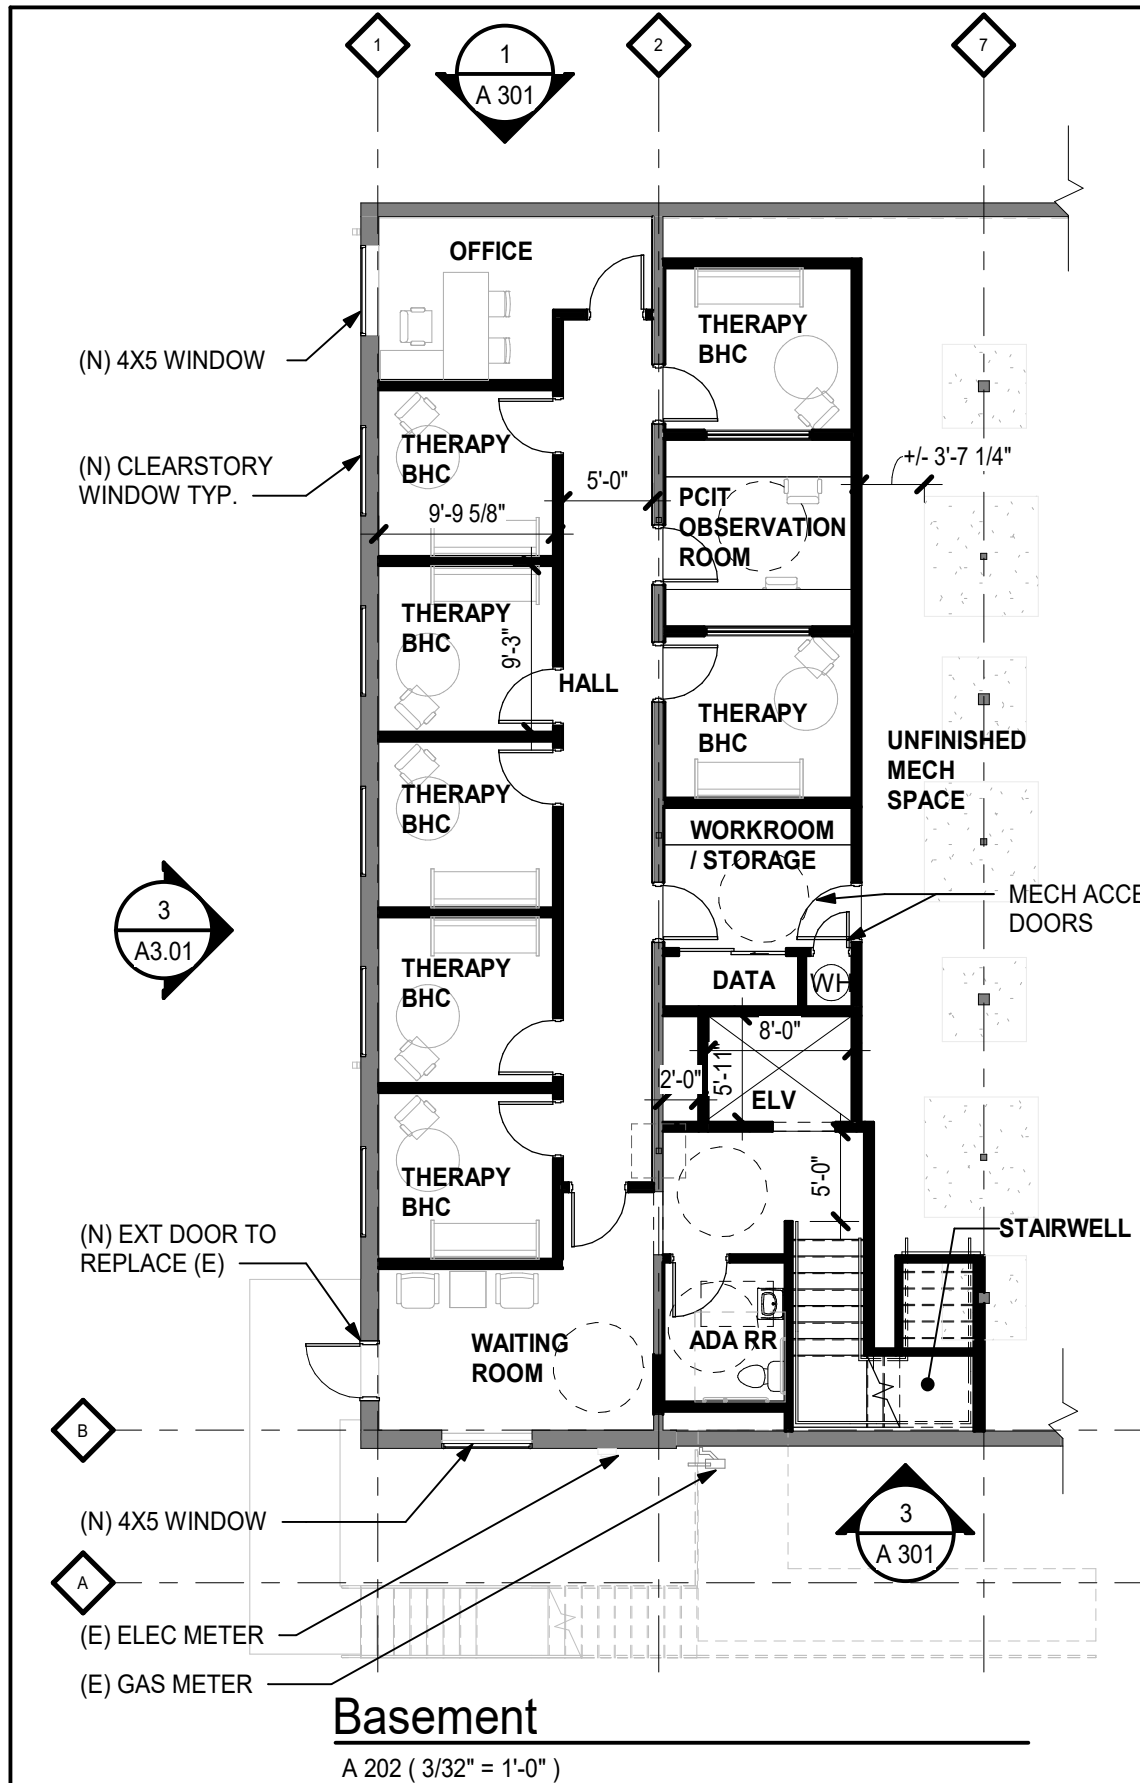 1
2
7
1
A 301
OFFICE
THERAPY
BHC
(N) 4X5 WINDOW
THERAPY
BHC
(N) CLEARSTORY
WINDOW TYP.
+/- 3'-7 1/4"
5'-0"
PCIT
OBSERVATION
ROOM
9'-9 5/8"
THERAPY
BHC
9'-3"
HALL
THERAPY
BHC
UNFINISHED
MECH
SPACE
THERAPY
BHC
WORKROOM
/ STORAGE
MECH ACCE
DOORS
3
A3.01
THERAPY
BHC
DATA
WH
8'-0"
5'-11"
2'-0"
ELV
THERAPY
BHC
5'-0"
(N) EXT DOOR TO
REPLACE (E)
STAIRWELL
WAITING
ROOM
ADA RR
B
(N) 4X5 WINDOW
3
A 301
A
(E) ELEC METER
(E) GAS METER
Basement
A 202 ( 3/32" = 1'-0" )